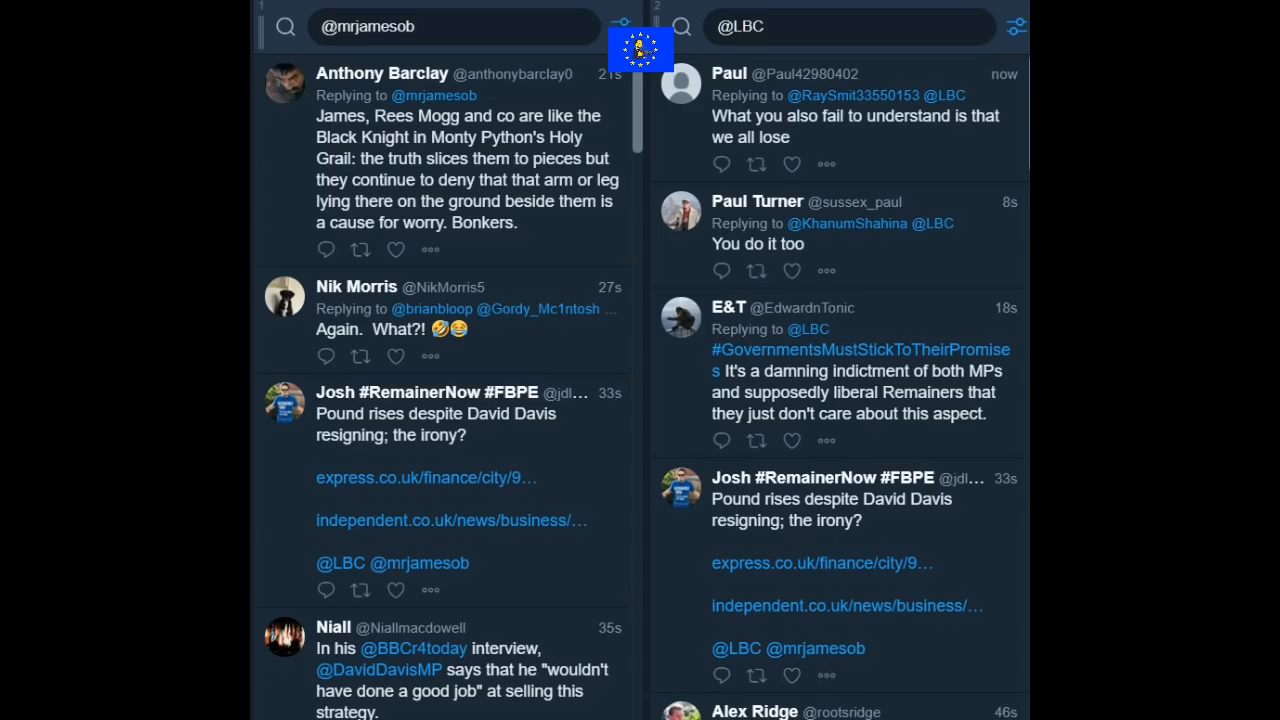 1
@mrjamesob
Anthony Barclay @anthonybarclay0 21s
Replying to @mrjamesob
James, Rees Mogg and co are like the
Black Knight in Monty Python's Holy
Grail: the truth slices them to pieces but
they continue to deny that that arm or leg
lying there on the ground beside them is
a cause for worry. Bonkers.
Nik Morris @NikMorris5 27s
Replying to @brianbloop @Gordy_Mc1ntosh ...
Again. What?! 🤣😂
Josh #RemainerNow #FBPE @jdl... 33s
Pound rises despite David Davis
resigning; the irony?
express.co.uk/finance/city/9...
independent.co.uk/news/business/...
@LBC @mrjamesob
Niall @Niallmacdowell 35s
In his @BBCr4today interview,
@DavidDavisMP says that he "wouldn't
have done a good job" at selling this
strategy.
2
@LBC
Paul @Paul42980402 now
Replying to @RaySmit33550153 @LBC
What you also fail to understand is that
we all lose
Paul Turner @sussex_paul 8s
Replying to @KhanumShahina @LBC
You do it too
E&T @EdwardnTonic 18s
Replying to @LBC
#GovernmentsMustStickToTheirPromise
s It's a damning indictment of both MPs
and supposedly liberal Remainers that
they just don't care about this aspect.
Josh #RemainerNow #FBPE @jdl... 33s
Pound rises despite David Davis
resigning; the irony?
express.co.uk/finance/city/9...
independent.co.uk/news/business/...
@LBC @mrjamesob
Alex Ridge @rootsridge 46s